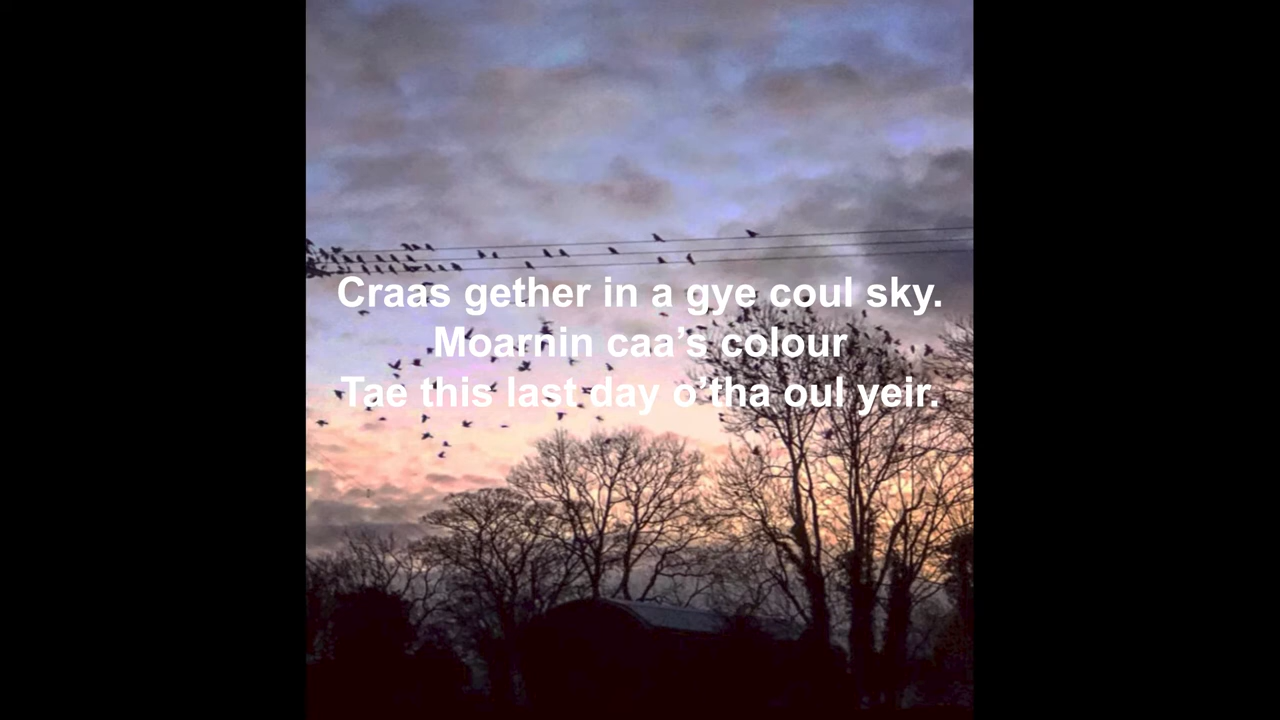 Craas gether in a gye coul sky.
Moarnin caa’s colour
Tae this last day o’tha oul yeir.